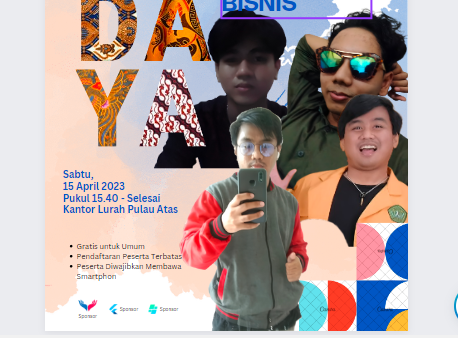 BISNIS
DA
YA
Sabtu,
15 April 2023
Pukul 15.40 - Selesai
Kantor Lurah Pulau Atas
• Gratis untuk Umum
• Pendaftaran Peserta Terbatas
• Peserta Diwajibkan Membawa
Smartphon
Sponsor
Sponsor
Sponsor